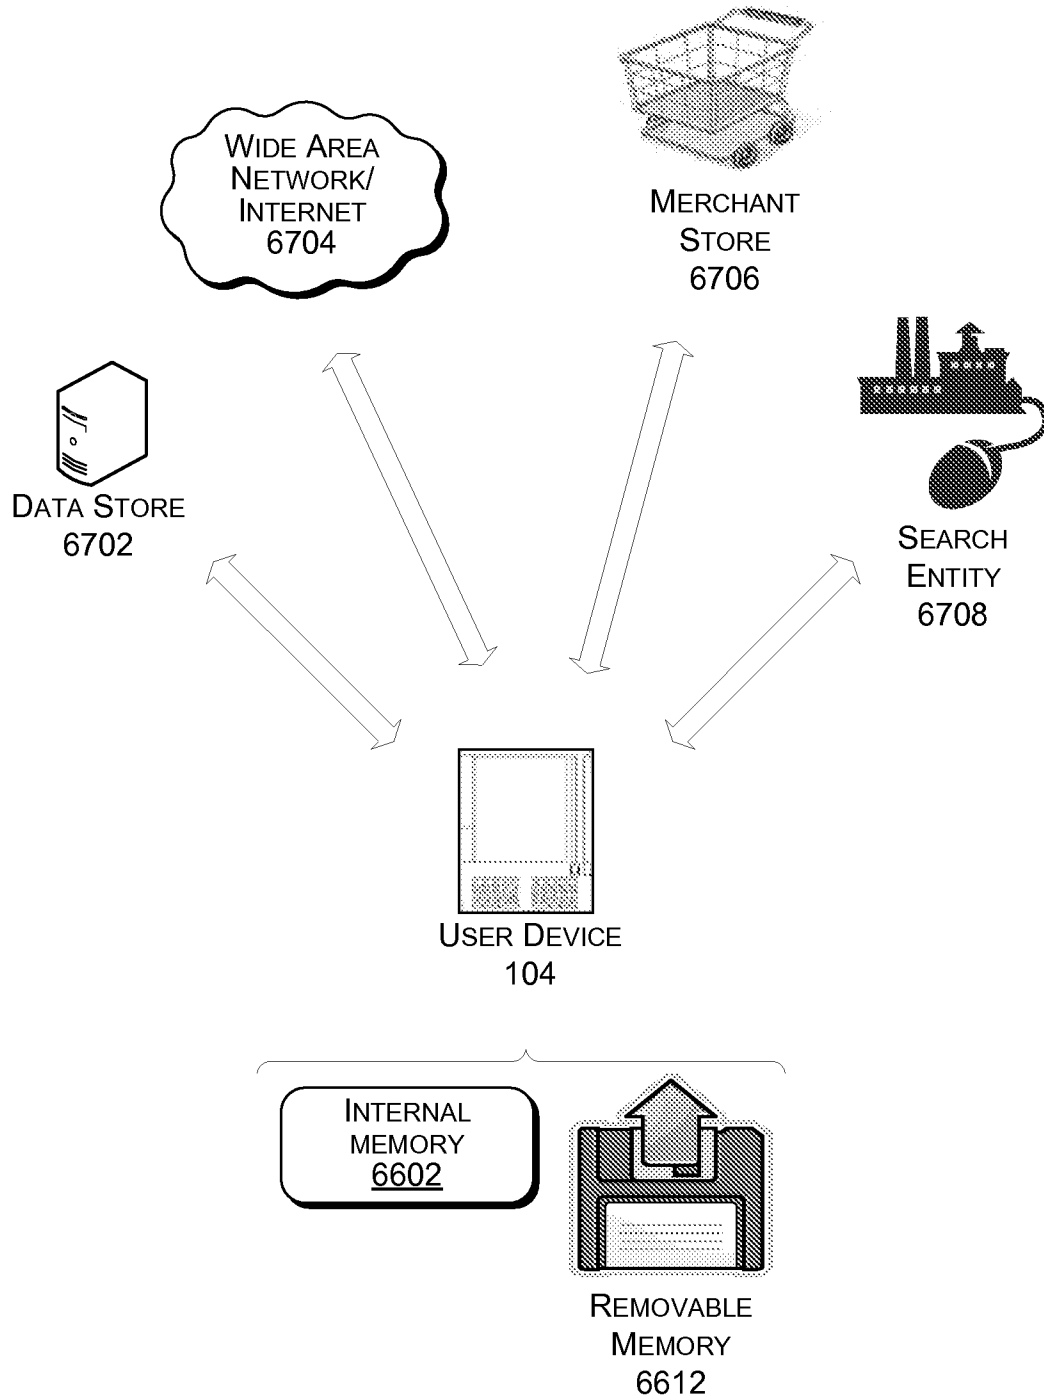 WIDE AREA
NETWORK/
INTERNET
6704
MERCHANT
STORE
6706
DATA STORE
6702
SEARCH
ENTITY
6708
USER DEVICE
104
INTERNAL
MEMORY
6602
REMOVABLE
MEMORY
6612